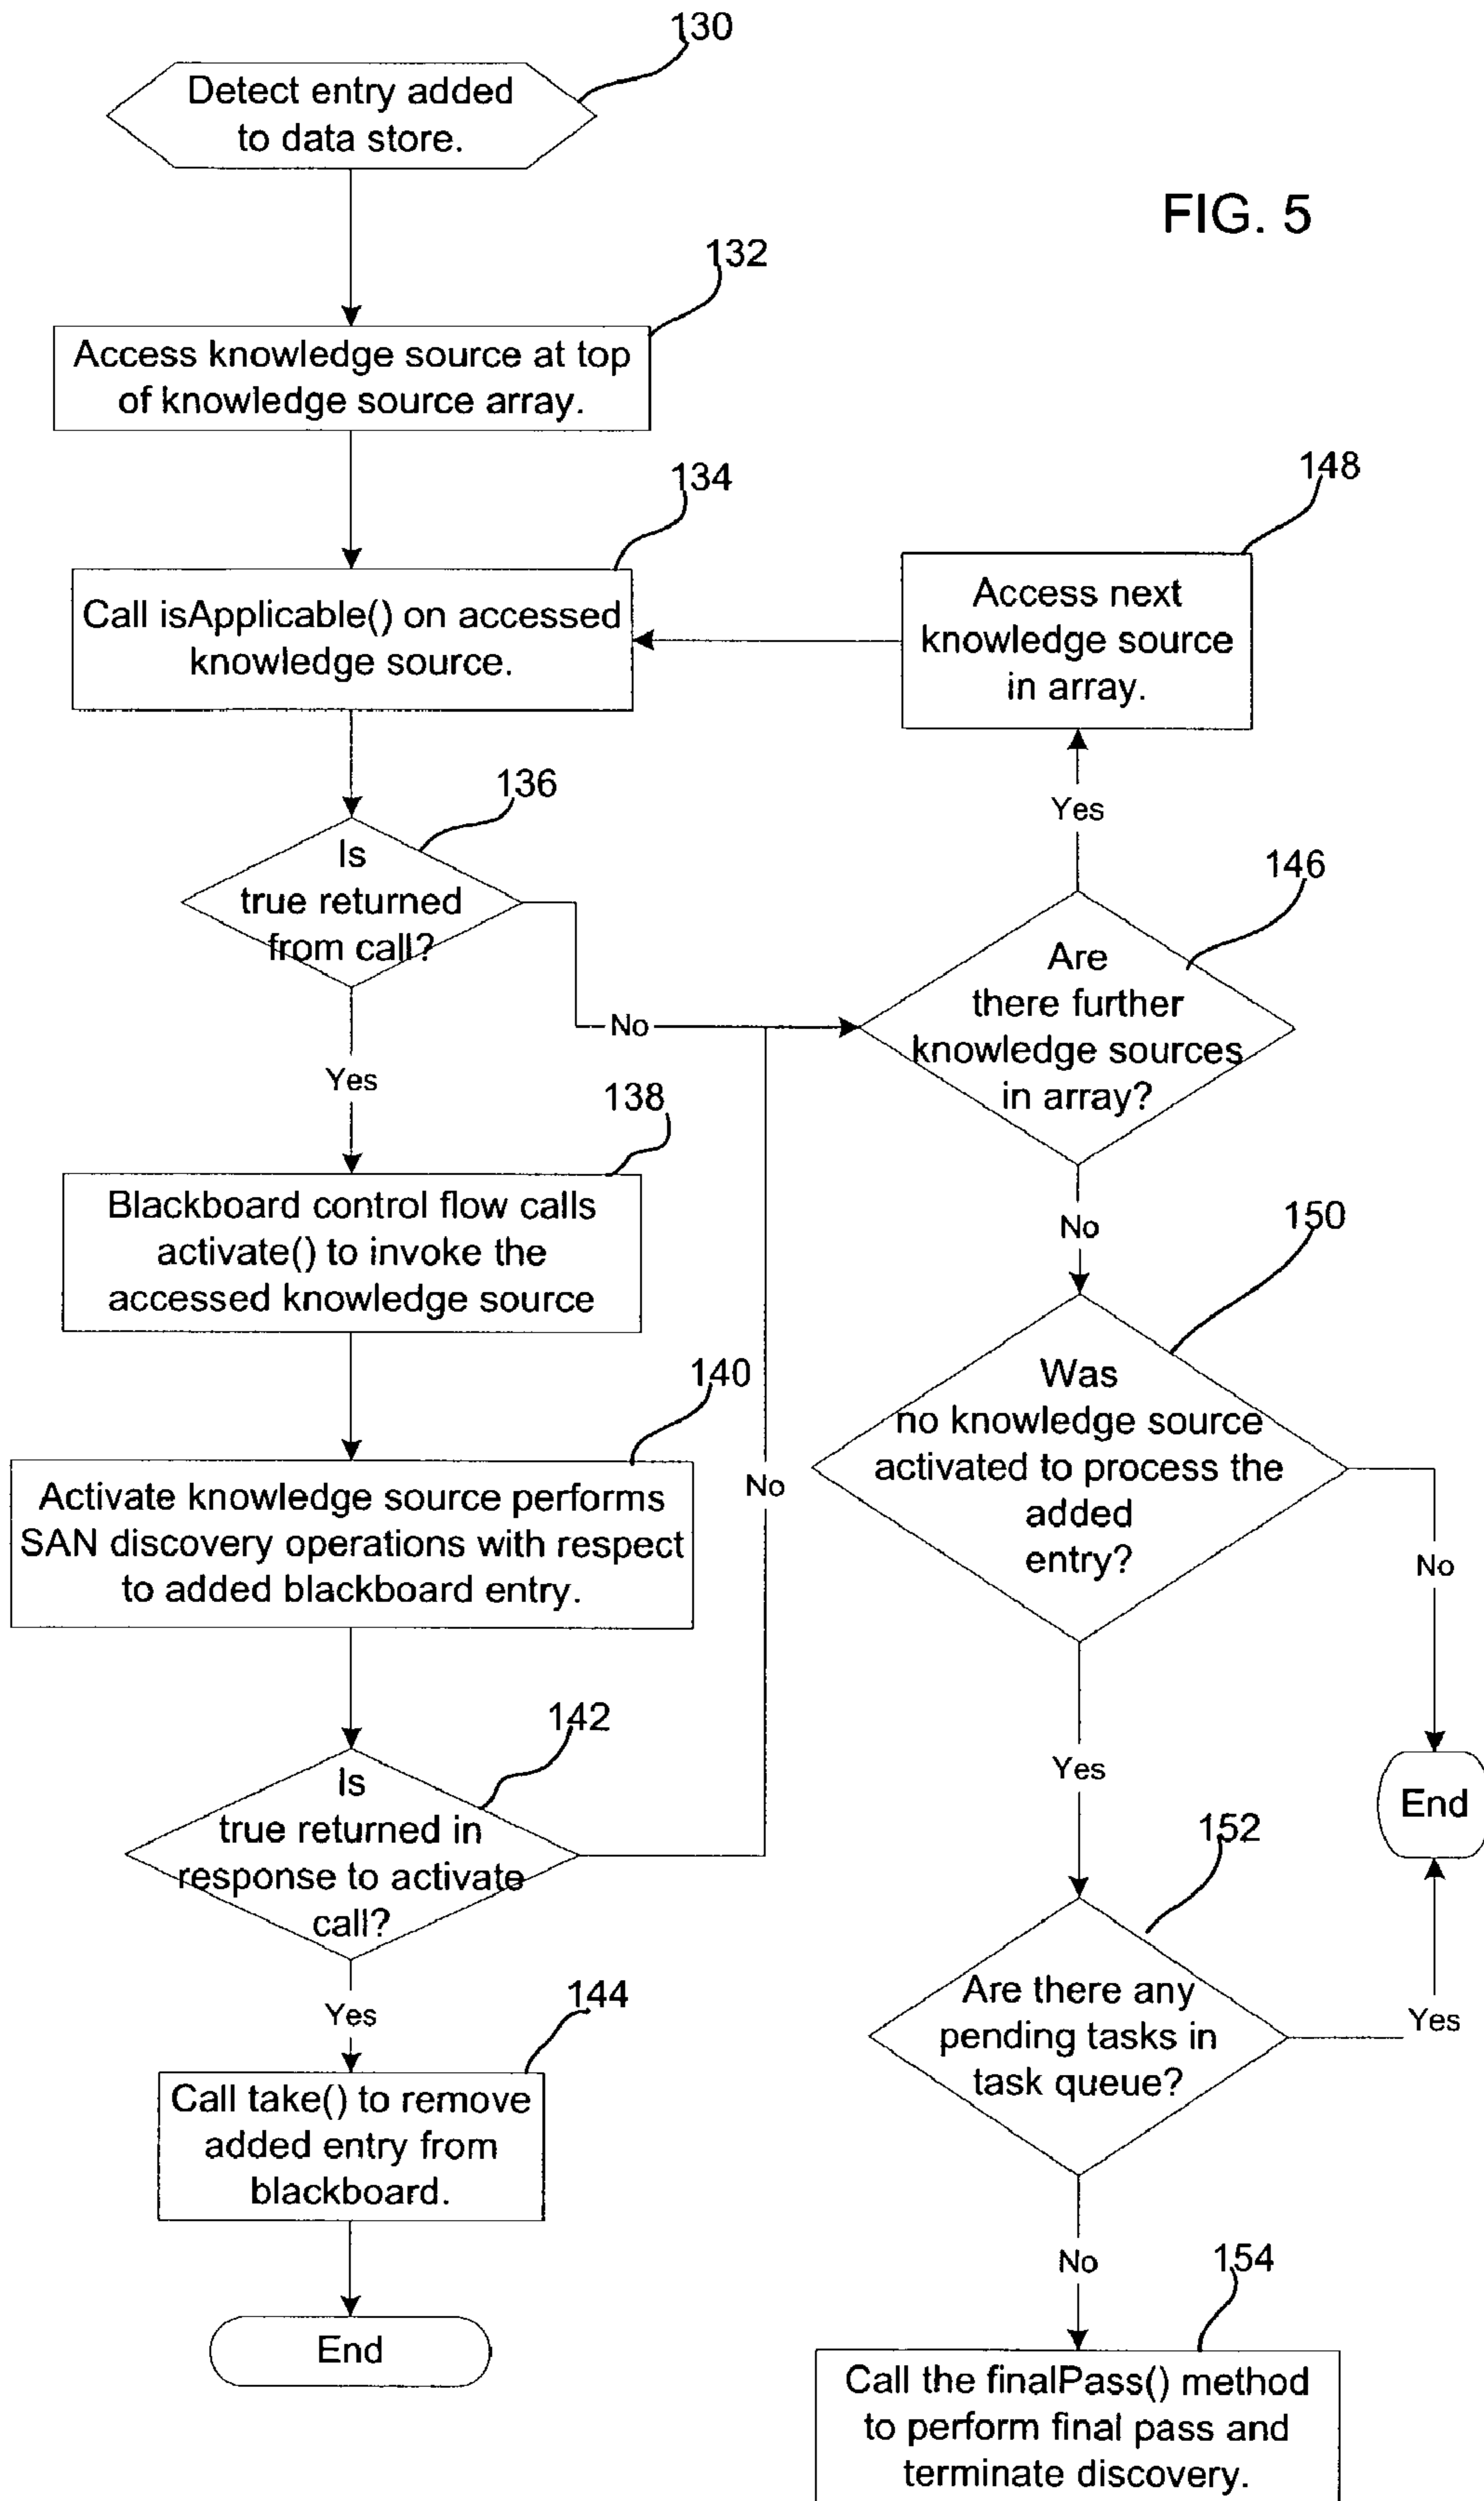 130
Detect entry added
to data store.
FIG. 5
132
Access knowledge source at top
of knowledge source array.
134
Call isApplicable() on accessed
knowledge source.
148
Access next
knowledge source
in array.
136
Is
true returned
from call?
No
Yes
Yes
146
Are
there further
knowledge sources
in array?
138
Blackboard control flow calls
activate() to invoke the
accessed knowledge source
No
150
Was
no knowledge source
activated to process the
added
entry?
No
140
Activate knowledge source performs
SAN discovery operations with respect
to added blackboard entry.
No
142
Is
true returned in
response to activate
call?
Yes
End
152
Are there any
pending tasks in
task queue?
Yes
Yes
144
Call take() to remove
added entry from
blackboard.
End
No
154
Call the finalPass() method
to perform final pass and
terminate discovery.